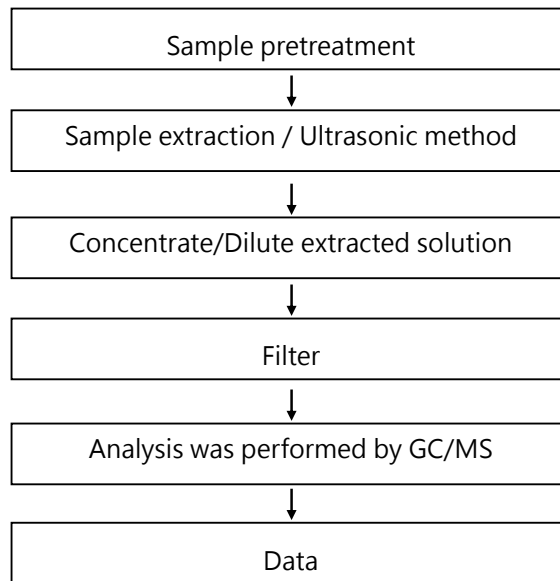 Sample pretreatment
Sample extraction / Ultrasonic method
Concentrate/Dilute extracted solution
Filter
Analysis was performed by GC/MS
Data